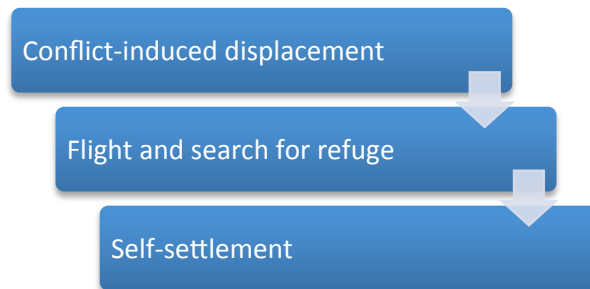 Conflict-induced displacement
Flight and search for refuge
Self-settlement